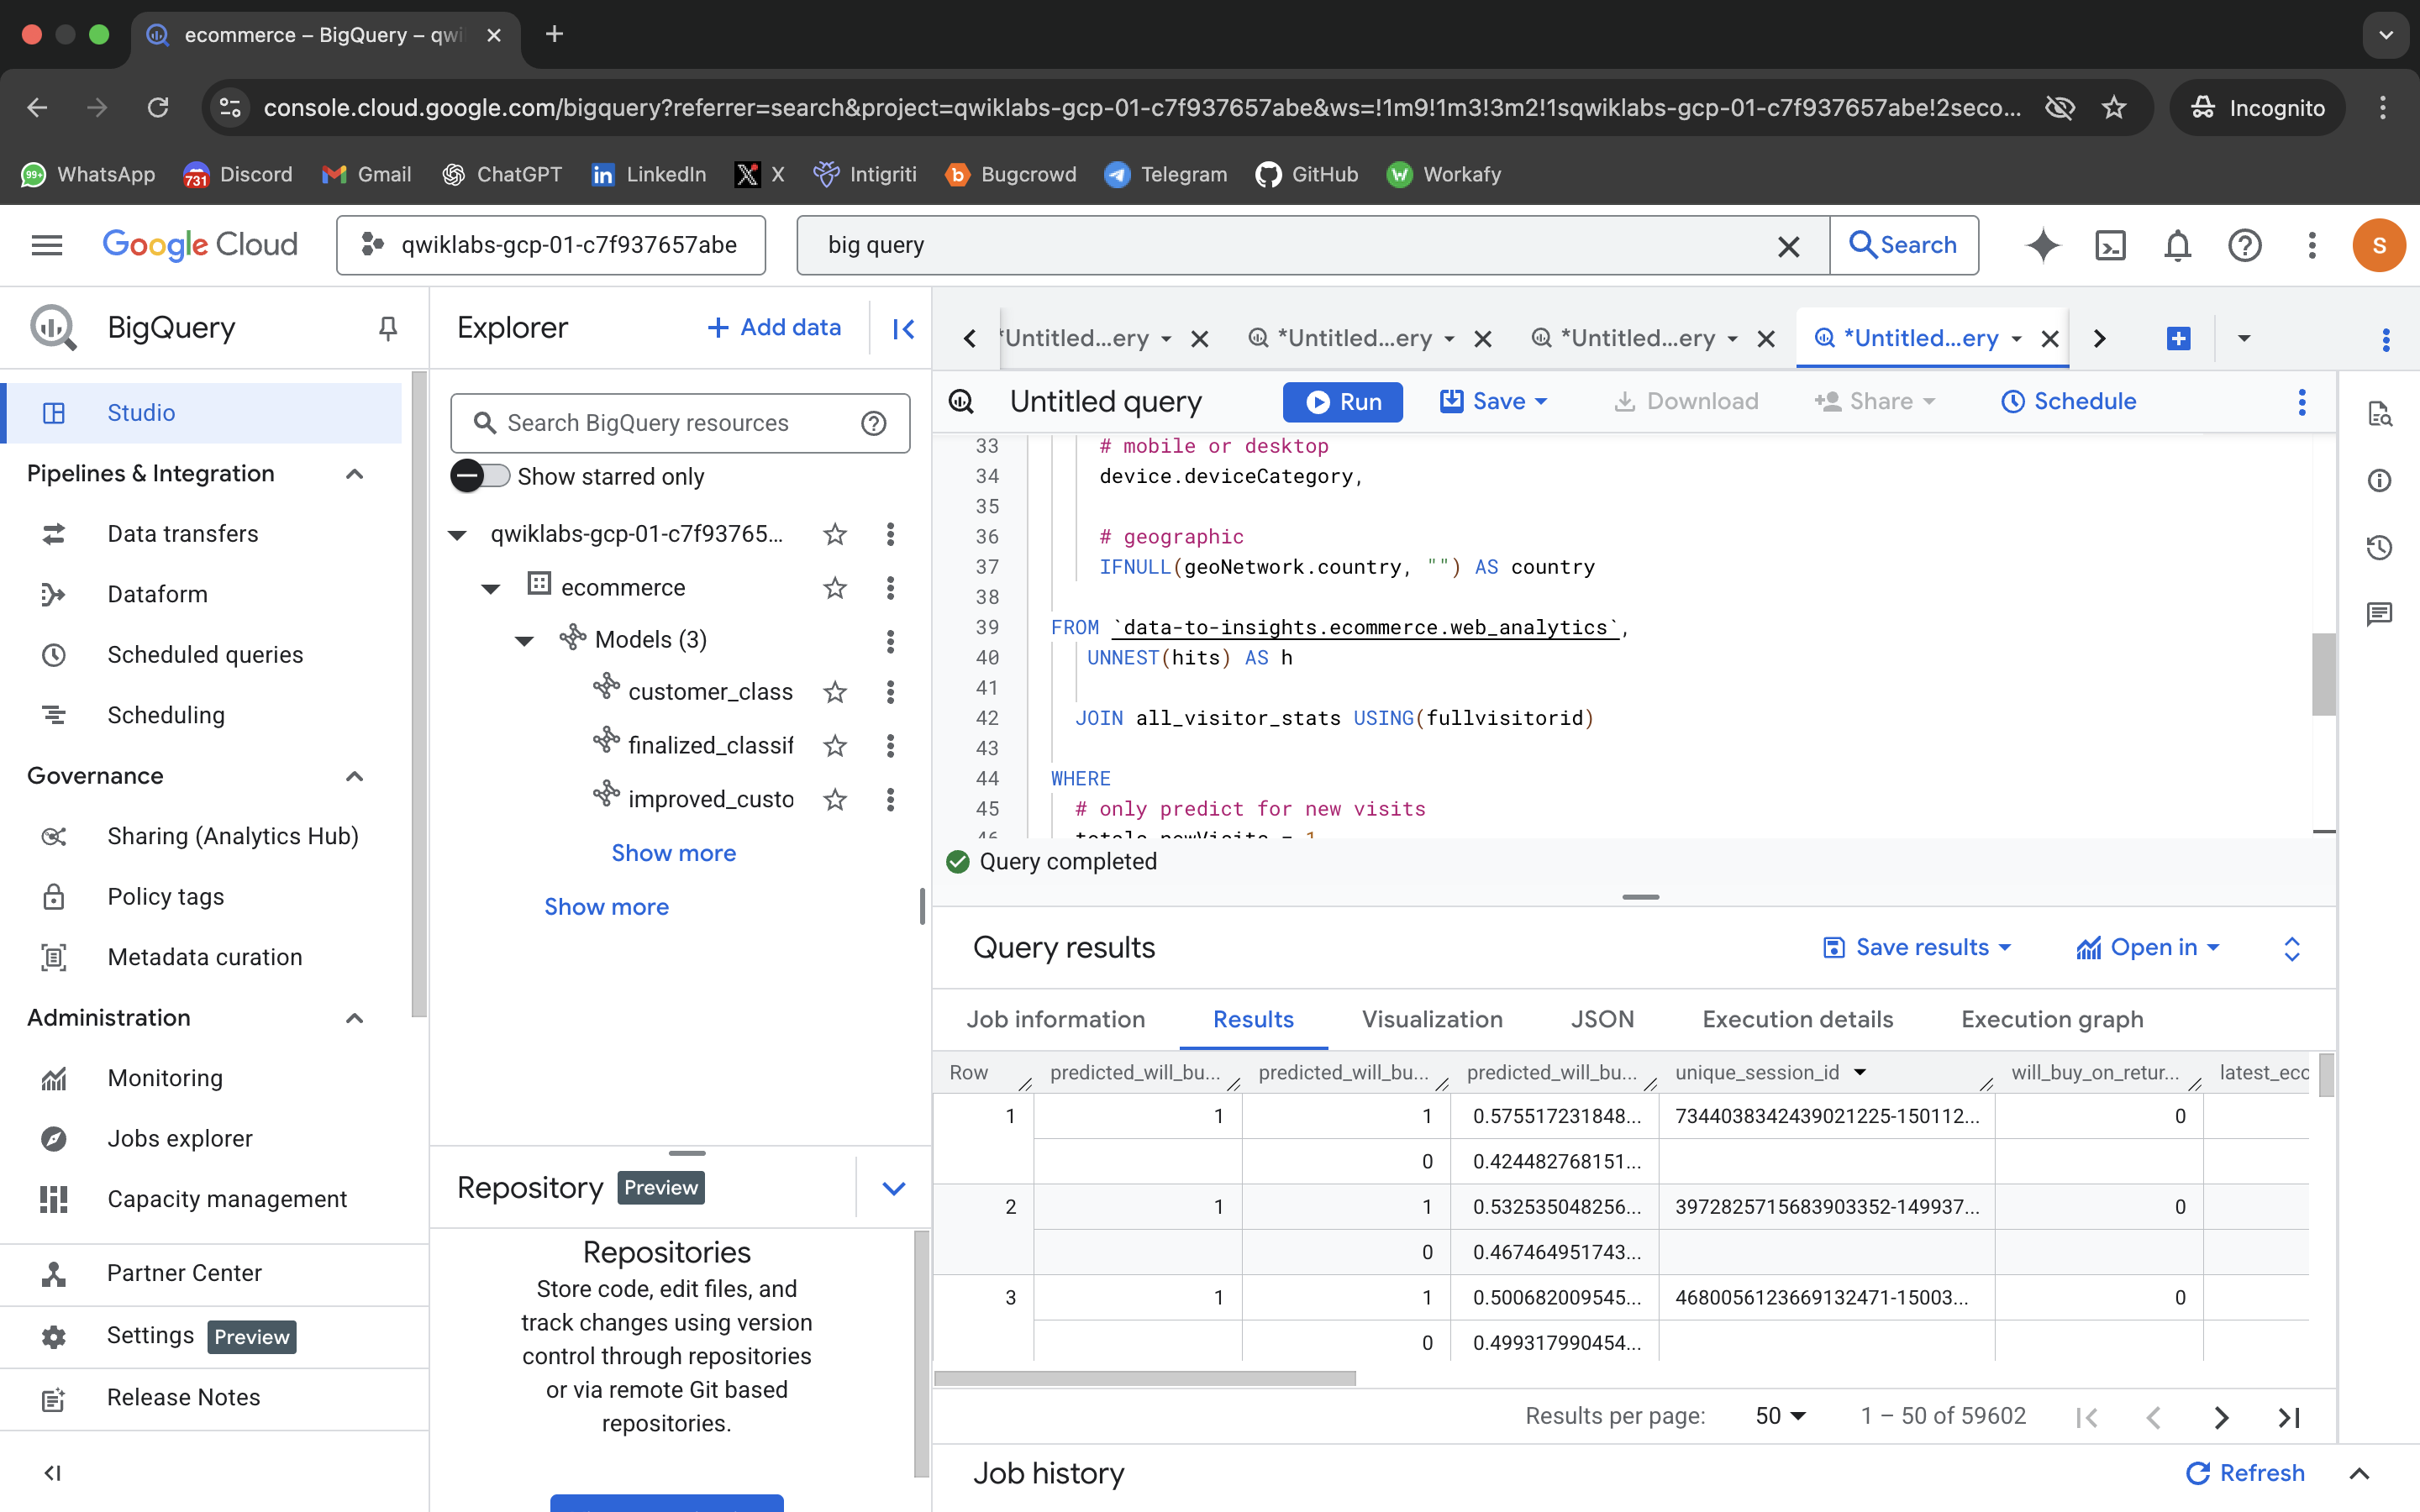 ecommerce – BigQuery – qwi
console.cloud.google.com/bigquery?referrer=search&project=qwiklabs-gcp-01-c7f937657abe&ws=!1m9!1m3!3m2!1sqwiklabs-gcp-01-c7f937657abe!2seco...
Incognito
99+ WhatsApp
731 Discord
Gmail
ChatGPT
LinkedIn
X
Intigriti
Bugcrowd
Telegram
GitHub
Workafy
Google Cloud
qwiklabs-gcp-01-c7f937657abe
big query
Search
S
BigQuery
Studio
Pipelines & Integration
Data transfers
Dataform
Scheduled queries
Scheduling
Governance
Sharing (Analytics Hub)
Policy tags
Metadata curation
Administration
Monitoring
Jobs explorer
Capacity management
Partner Center
Settings Preview
Release Notes
Explorer
Add data
Search BigQuery resources
Show starred only
qwiklabs-gcp-01-c7f93765...
ecommerce
Models (3)
customer_class
finalized_classif
improved_custo
Show more
Show more
Repository Preview
Repositories
Store code, edit files, and
track changes using version
control through repositories
or via remote Git based
repositories.
*Untitled...ery
*Untitled...ery
*Untitled...ery
*Untitled...ery
Untitled query
Run
Save
Download
Share
Schedule
33 # mobile or desktop
34 device.deviceCategory,
35
36 # geographic
37 IFNULL(geoNetwork.country, "") AS country
38
39 FROM `data-to-insights.ecommerce.web_analytics`,
40 UNNEST(hits) AS h
41
42 JOIN all_visitor_stats USING(fullvisitorid)
43
44 WHERE
45 # only predict for new visits
46 totals.newVisits = 1
Query completed
Query results
Save results
Open in
Job information
Results
Visualization
JSON
Execution details
Execution graph
Row predicted_will_bu... predicted_will_bu... predicted_will_bu... unique_session_id will_buy_on_retur... latest_eco
1 1 1 0.575517231848... 7344038342439021225-150112... 0
0 0.424482768151...
2 1 1 0.532535048256... 3972825715683903352-149937... 0
0 0.467464951743...
3 1 1 0.500682009545... 4680056123669132471-15003... 0
0 0.499317990454...
Results per page: 50 1 – 50 of 59602
Job history
Refresh